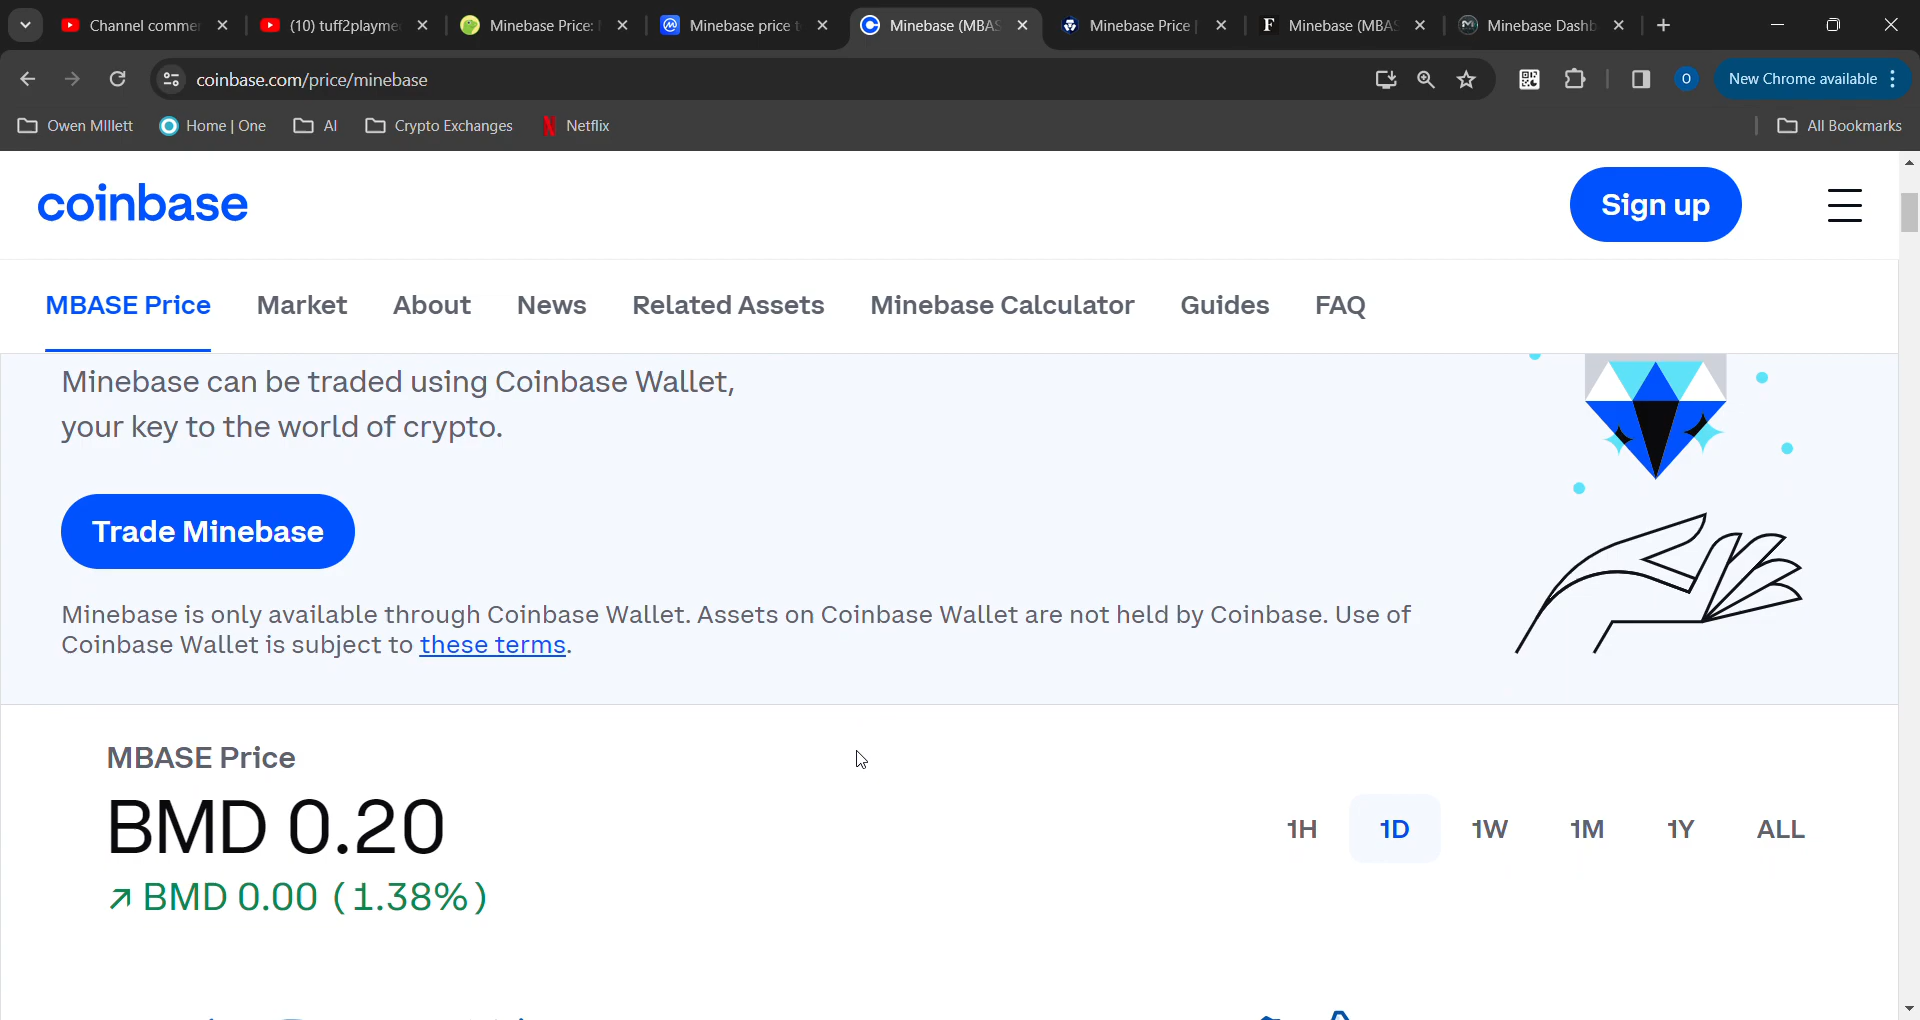 Channel commer
(10) tuff2playme
Minebase Price:
Minebase price t
Minebase (MBAS
Minebase Price |
Minebase (MBAS
Minebase Dashb
coinbase.com/price/minebase
O
New Chrome available
Owen MIllett
Home | One
AI
Crypto Exchanges
Netflix
All Bookmarks
coinbase
Sign up
MBASE Price
Market
About
News
Related Assets
Minebase Calculator
Guides
FAQ
Minebase can be traded using Coinbase Wallet,
your key to the world of crypto.
Trade Minebase
Minebase is only available through Coinbase Wallet. Assets on Coinbase Wallet are not held by Coinbase. Use of
Coinbase Wallet is subject to these terms.
MBASE Price
BMD 0.20
1H
1D
1W
1M
1Y
ALL
↗ BMD 0.00 (1.38%)